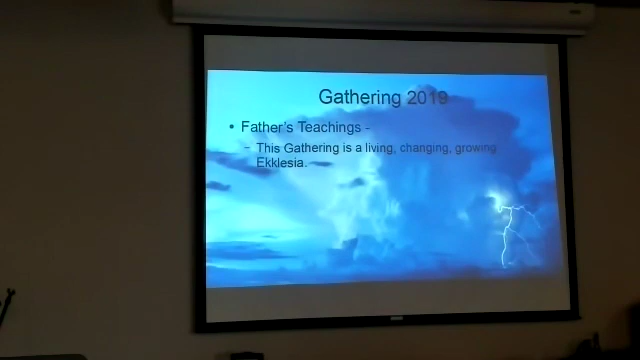 Gathering 2019
• Father's Teachings -
– This Gathering is a living, changing, growing
Ekklesia.